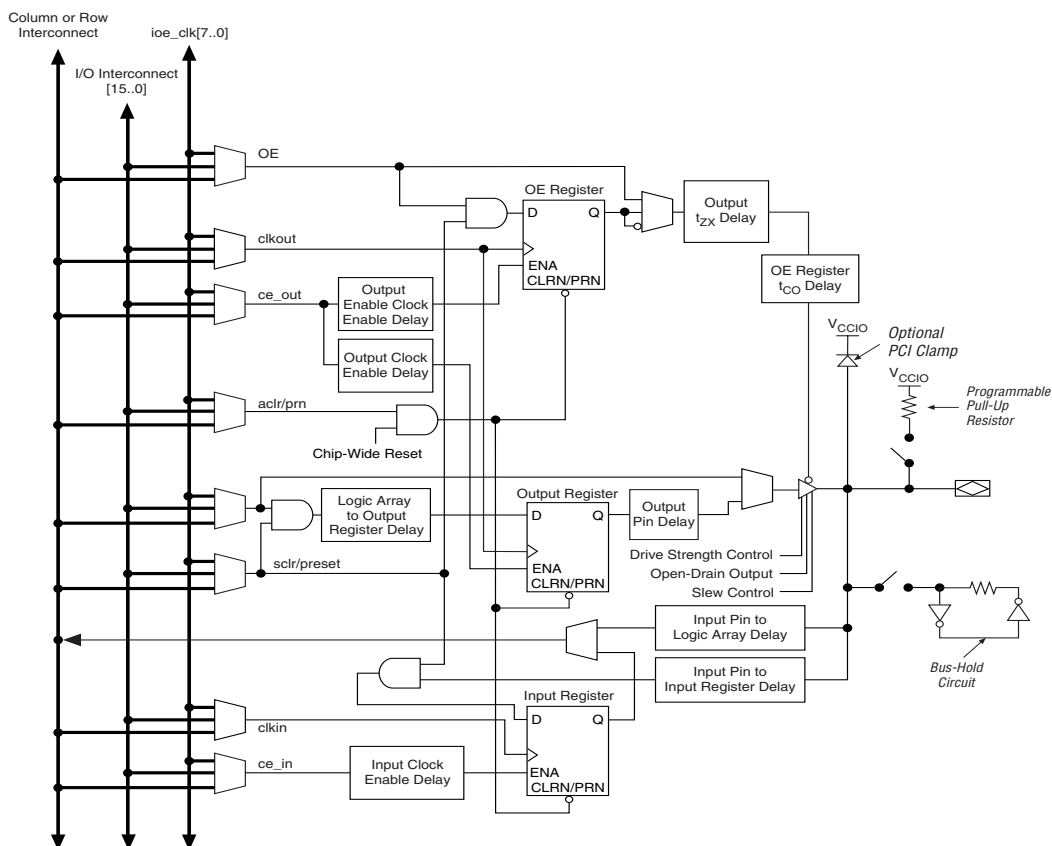 Column or Row
Interconnect
ioe_clk[7..0]
I/O Interconnect
[15..0]
OE
OE Register
D
Q
ENA
CLRN/PRN
Output
tZX Delay
OE Register
tCO
Delay
clkout
ce_out
Output
Enable Clock
Enable Delay
Output Clock
Enable Delay
aclr/prn
Chip-Wide Reset
VCCIO
Optional
PCI Clamp
VCCIO
Programmable
Pull-Up
Resistor
Logic Array
to Output
Register Delay
Output Register
D
Q
ENA
CLRN/PRN
Output
Pin Delay
sclr/preset
Drive Strength Control
Open-Drain Output
Slew Control
Input Pin to
Logic Array Delay
Input Pin to
Input Register Delay
Bus-Hold
Circuit
Input Register
D
Q
ENA
CLRN/PRN
clkin
ce_in
Input Clock
Enable Delay